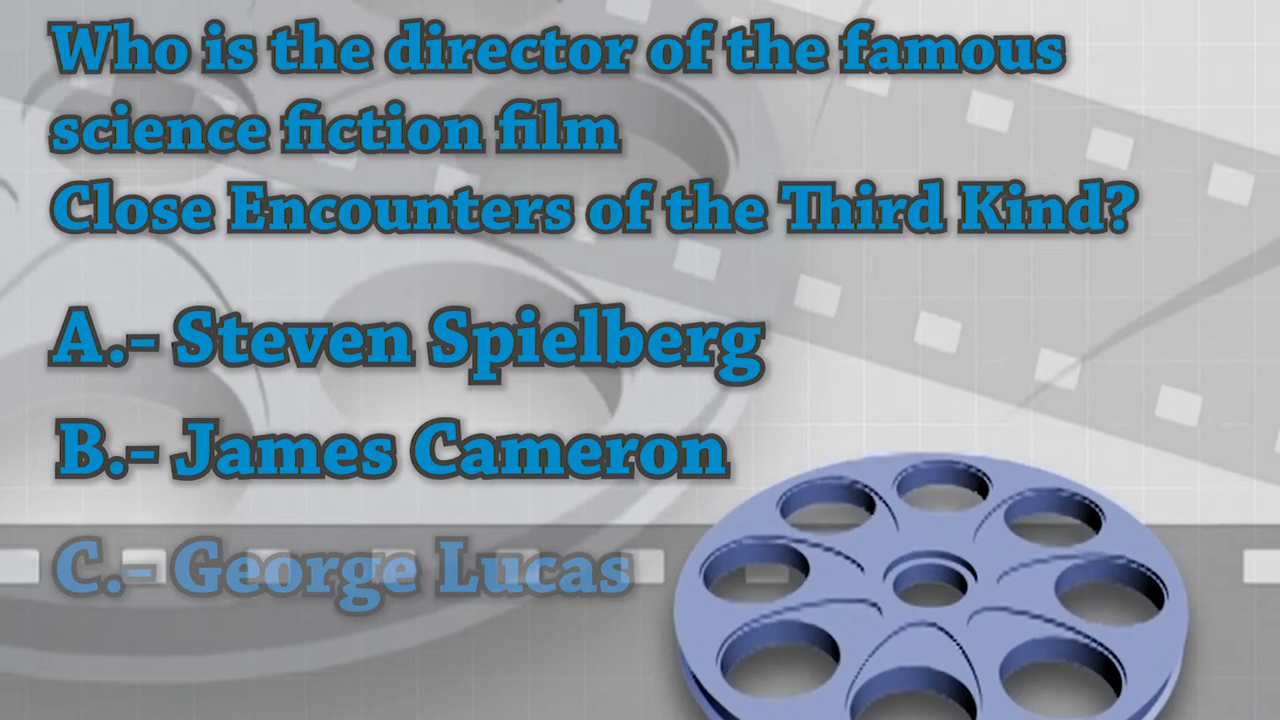 Who is the director of the famous
science fiction film
Close Encounters of the Third Kind?
A.- Steven Spielberg
B.- James Cameron
C.- George Lucas